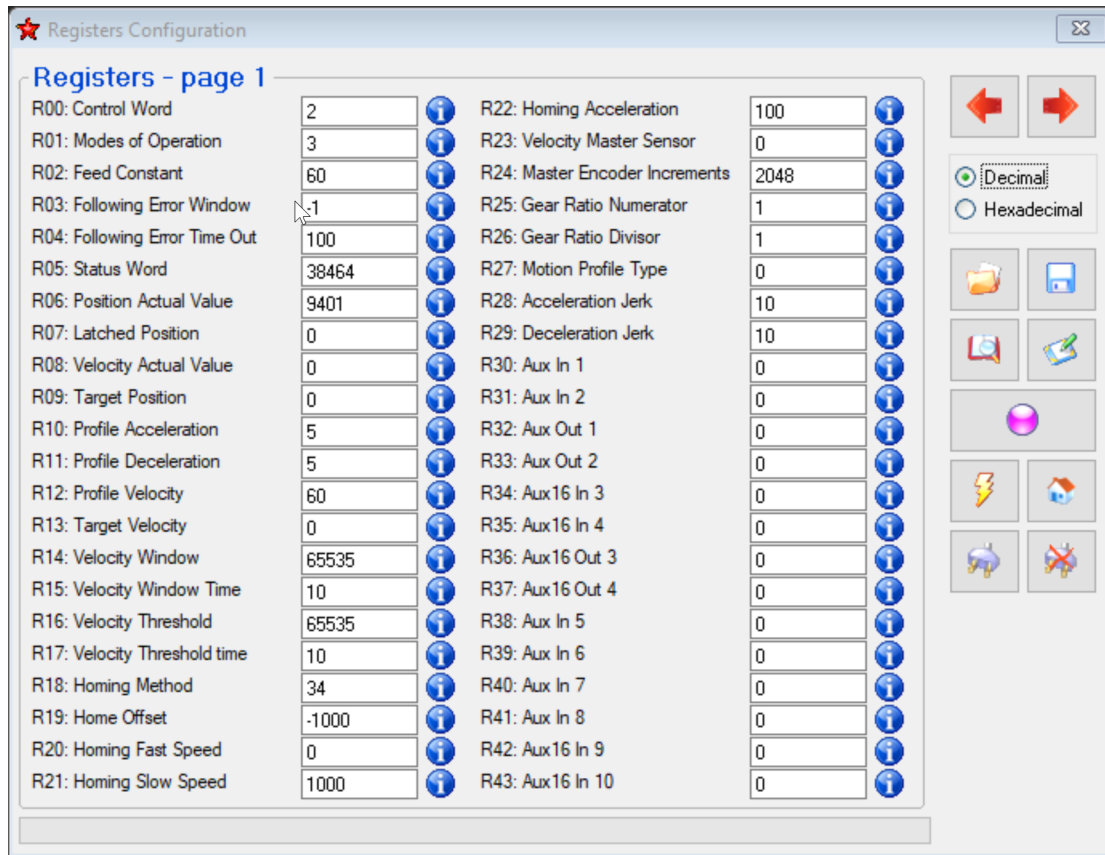 Registers Configuration
Registers - page 1
R00: Control Word 2
R01: Modes of Operation 3
R02: Feed Constant 60
R03: Following Error Window -1
R04: Following Error Time Out 100
R05: Status Word 38464
R06: Position Actual Value 9401
R07: Latched Position 0
R08: Velocity Actual Value 0
R09: Target Position 0
R10: Profile Acceleration 5
R11: Profile Deceleration 5
R12: Profile Velocity 60
R13: Target Velocity 0
R14: Velocity Window 65535
R15: Velocity Window Time 10
R16: Velocity Threshold 65535
R17: Velocity Threshold time 10
R18: Homing Method 34
R19: Home Offset -1000
R20: Homing Fast Speed 0
R21: Homing Slow Speed 1000
R22: Homing Acceleration 100
R23: Velocity Master Sensor 0
R24: Master Encoder Increments 2048
R25: Gear Ratio Numerator 1
R26: Gear Ratio Divisor 1
R27: Motion Profile Type 0
R28: Acceleration Jerk 10
R29: Deceleration Jerk 10
R30: Aux In 1 0
R31: Aux In 2 0
R32: Aux Out 1 0
R33: Aux Out 2 0
R34: Aux16 In 3 0
R35: Aux16 In 4 0
R36: Aux16 Out 3 0
R37: Aux16 Out 4 0
R38: Aux In 5 0
R39: Aux In 6 0
R40: Aux In 7 0
R41: Aux In 8 0
R42: Aux16 In 9 0
R43: Aux16 In 10 0
Decimal
Hexadecimal